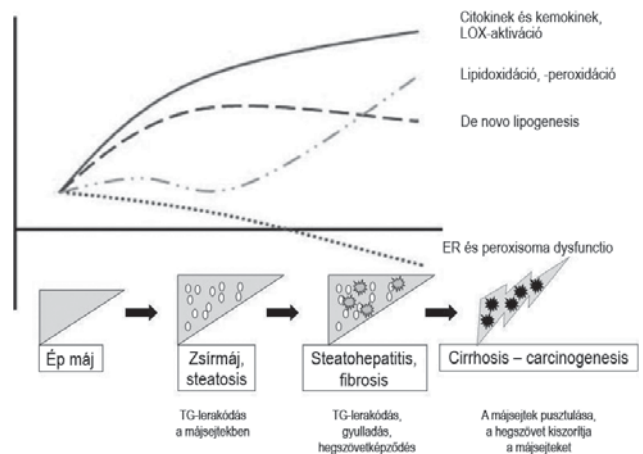 Citokinek és kemokinek,
LOX-aktiváció
Lipidoxidáció, -peroxidáció
De novo lipogenesis
ER és peroxisoma dysfunctio
Ép máj
Zsírmáj,
steatosis
Steatohepatitis,
fibrosis
Cirrhosis – carcinogenesis
TG-lerakódás
a májsejtekben
TG-lerakódás,
gyulladás,
hegszövetképződés
A májsejtek pusztulása,
a hegszövet kiszorítja
a májsejteket